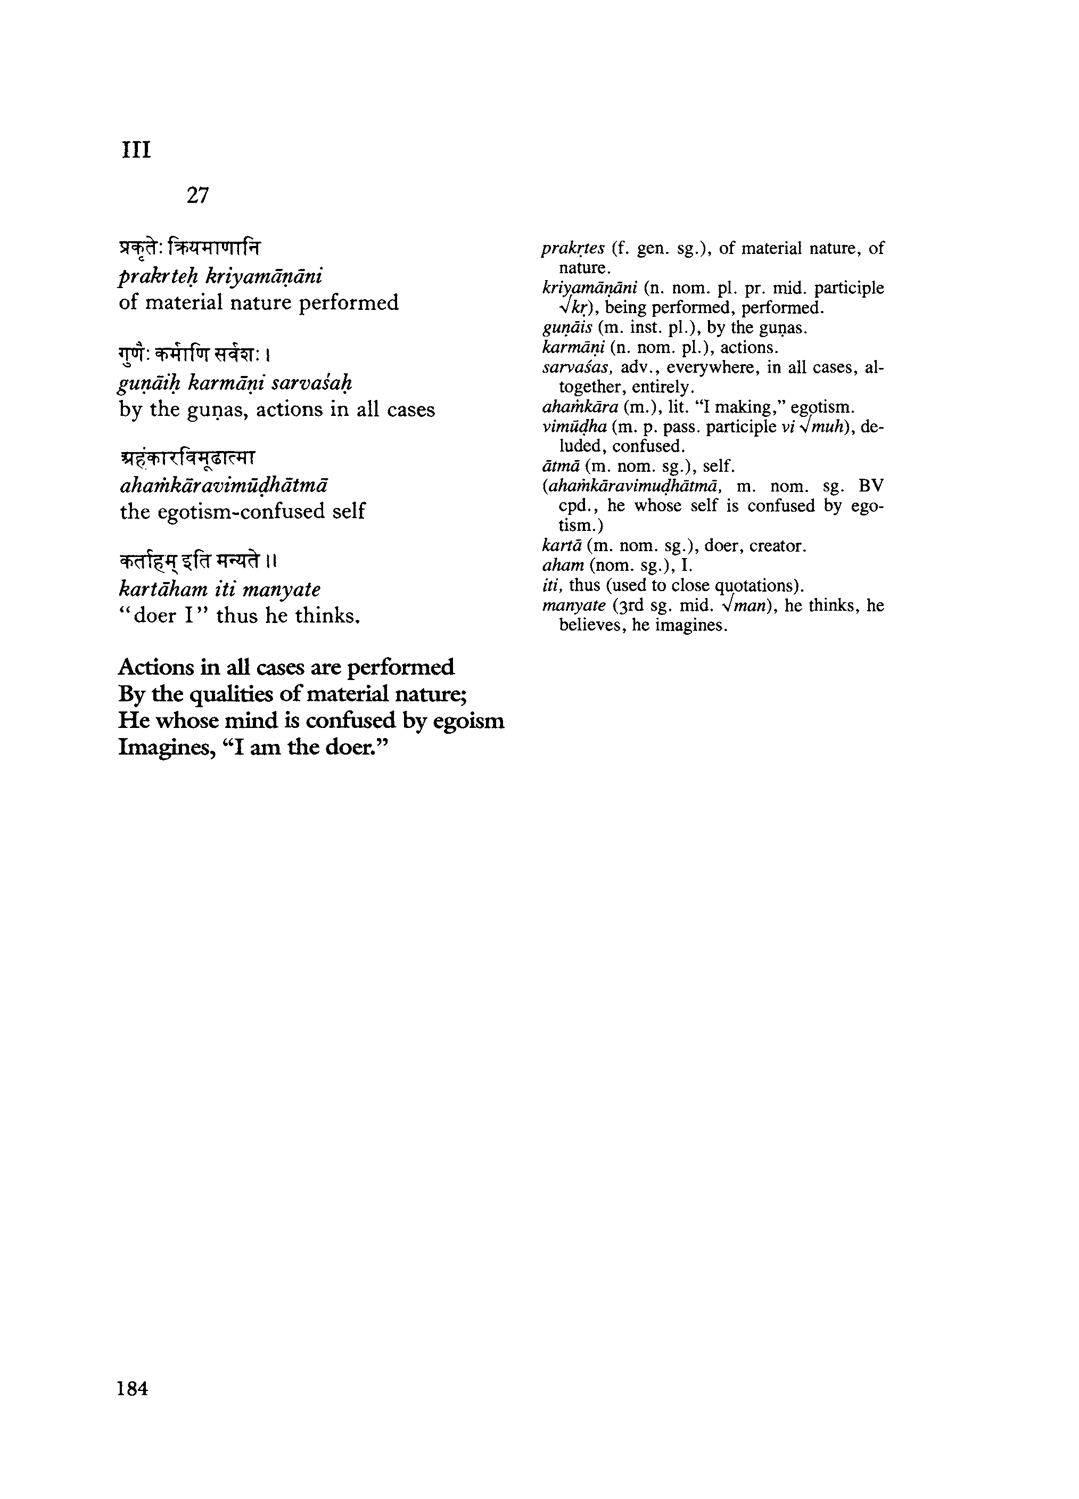 III
27
प्रकृतेः क्रियमाणानि
prakrteḥ kriyamāṇāni
of material nature performed
गुणैः कर्माणि सर्वशः ।
guṇāiḥ karmāṇi sarvaśaḥ
by the guṇas, actions in all cases
अहंकारविमूढात्मा
ahaṁkāravimūḍhātmā
the egotism-confused self
कर्ताहम् इति मन्यते ॥
kartāham iti manyate
“doer I” thus he thinks.
Actions in all cases are performed
By the qualities of material nature;
He whose mind is confused by egoism
Imagines, “I am the doer.”
prakṛtes (f. gen. sg.), of material nature, of
nature.
kriyamāṇāni (n. nom. pl. pr. mid. participle
√kṛ), being performed, performed.
guṇāis (m. inst. pl.), by the guṇas.
karmāṇi (n. nom. pl.), actions.
sarvaśas, adv., everywhere, in all cases, al-
together, entirely.
ahaṁkāra (m.), lit. “I making,” egotism.
vimūḍha (m. p. pass. participle vi √muh), de-
luded, confused.
ātmā (m. nom. sg.), self.
(ahaṁkāravimuḍhātmā, m. nom. sg. BV
cpd., he whose self is confused by ego-
tism.)
kartā (m. nom. sg.), doer, creator.
aham (nom. sg.), I.
iti, thus (used to close quotations).
manyate (3rd sg. mid. √man), he thinks, he
believes, he imagines.
184